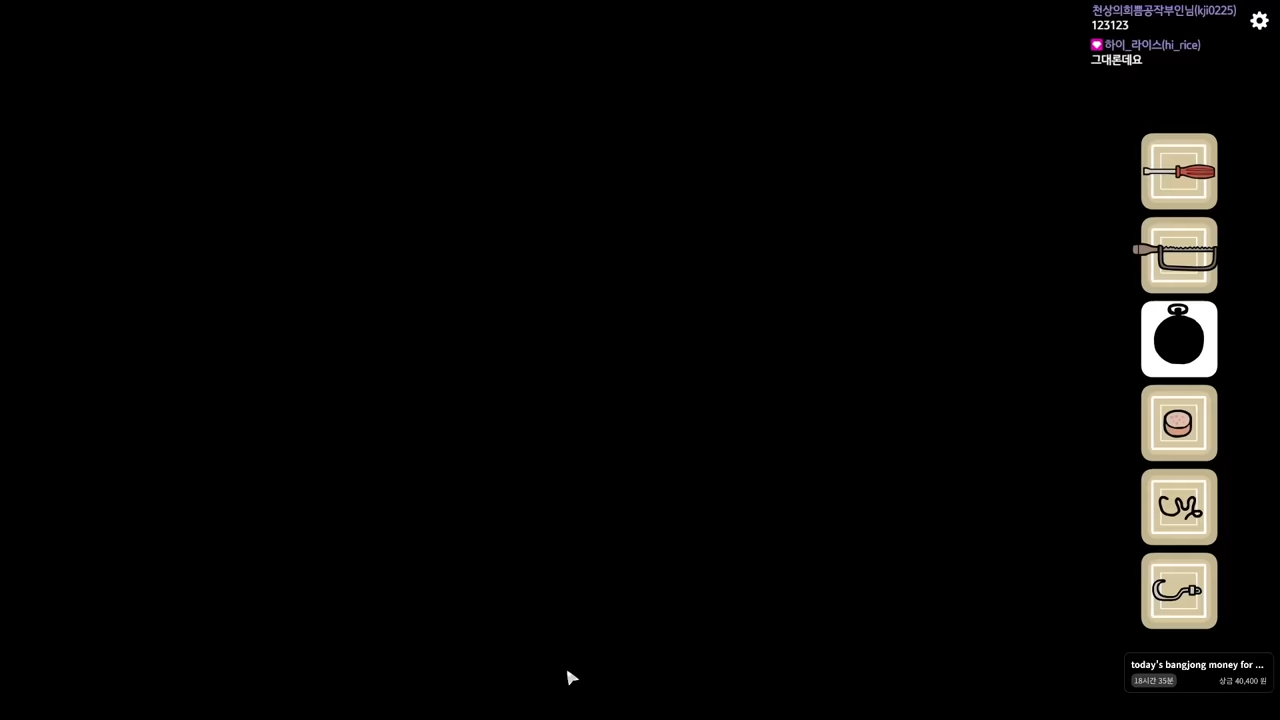 천상의희쁨공작부인님(kji0225)
123123
하이_라이스(hi_rice)
그대론데요
today's bangjong money for ...
18시간 35분
상금 40,400 원